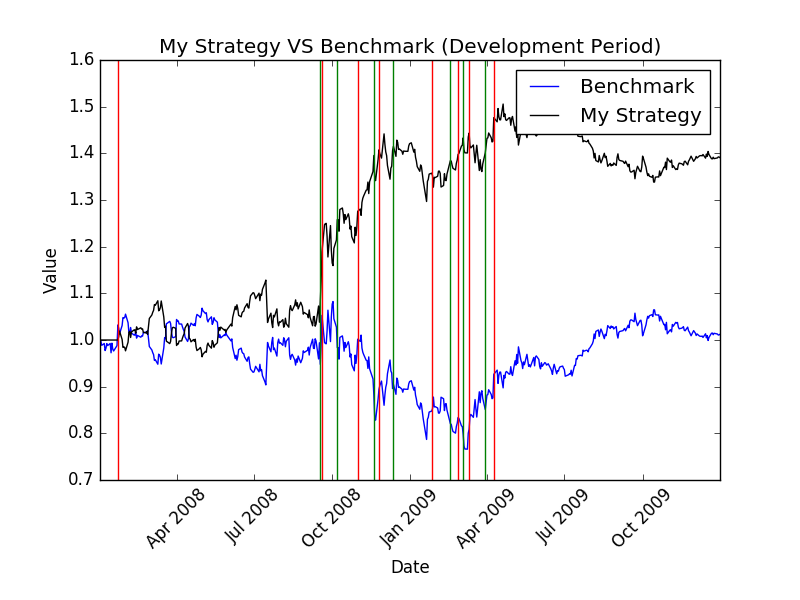 My Strategy VS Benchmark (Development Period)
Benchmark
My Strategy
1.6
1.5
1.4
1.3
1.2
1.1
1.0
0.9
0.8
0.7
Value
Apr 2008
Jul 2008
Oct 2008
Jan 2009
Apr 2009
Jul 2009
Oct 2009
Date